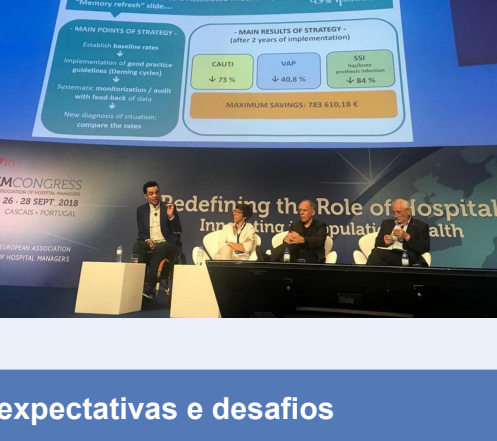 "Memory refresh" slide....
- MAIN POINTS OF STRATEGY -
Establish baseline rates
Implementation of good practice
guidelines (Deming cycles)
Systematic monitorization / audit
with feed-back of data
New diagnosis of situation:
compare the rates
- MAIN RESULTS OF STRATEGY -
(after 2 years of implementation)
CAUTI
↓ 73 %
VAP
↓ 40,8 %
SSI
hip/knee
prosthesis infection
↓ 84 %
MAXIMUM SAVINGS: 783 610,18 €
CONGRESS
ASSOCIATION OF HOSPITAL MANAGERS
26 - 28 SEPT. 2018
CASCAIS • PORTUGAL
EUROPEAN ASSOCIATION
OF HOSPITAL MANAGERS
Redefining the Role of Hospital
expectativas e desafios